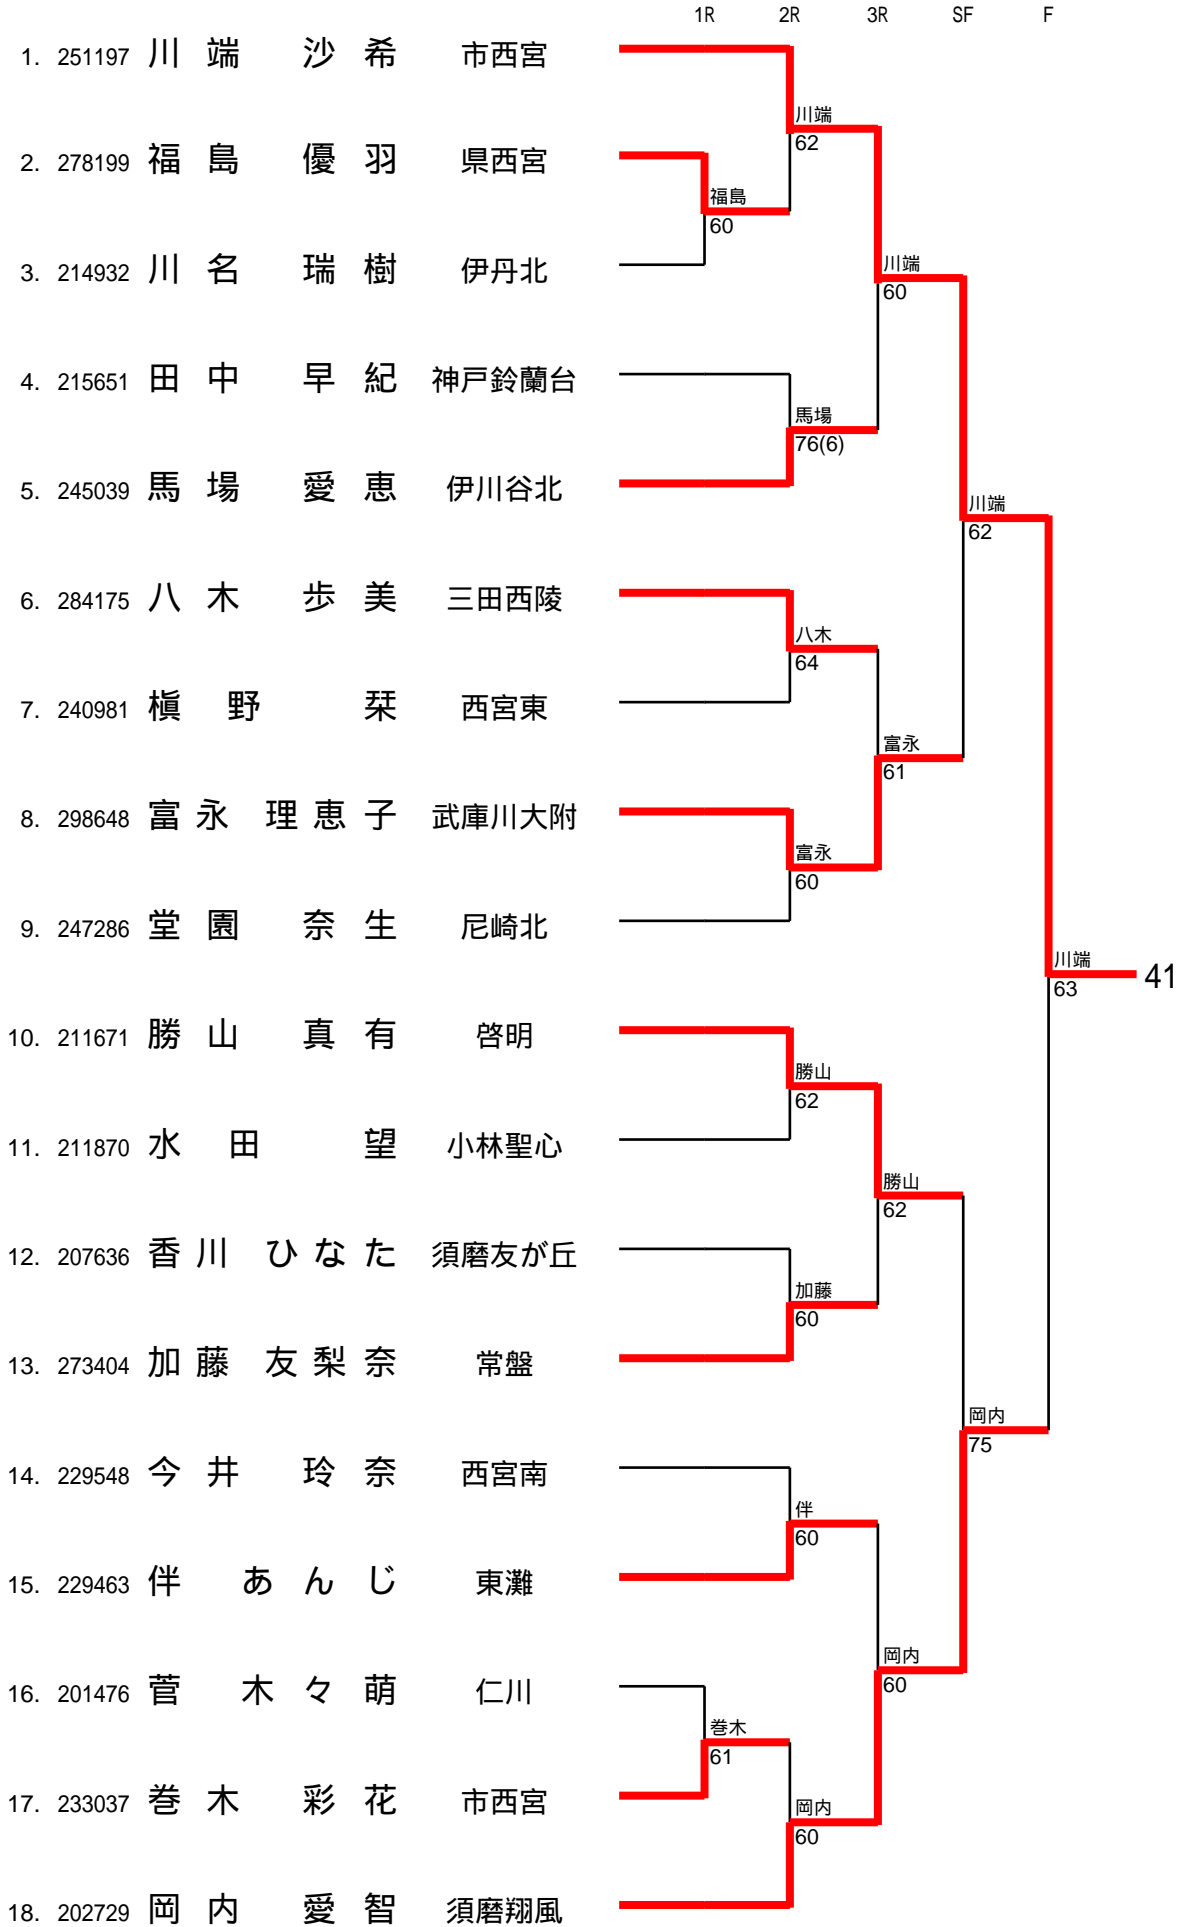 1R 2R 3R SF F
1. 251197 川端 沙希 市西宮
川端
62
2. 278199 福島 優羽 県西宮
福島
60
3. 214932 川名 瑞樹 伊丹北
川端
60
4. 215651 田中 早紀 神戸鈴蘭台
馬場
76(6)
5. 245039 馬場 愛恵 伊川谷北
川端
62
6. 284175 八木 歩美 三田西陵
八木
64
7. 240981 槇野 栞 西宮東
富永
61
8. 298648 富永 理恵子 武庫川大附
富永
60
9. 247286 堂園 奈生 尼崎北
川端
63
41
10. 211671 勝山 真有 啓明
勝山
62
11. 211870 水田 望 小林聖心
勝山
62
12. 207636 香川 ひなた 須磨友が丘
加藤
60
13. 273404 加藤 友梨奈 常盤
岡内
75
14. 229548 今井 玲奈 西宮南
伴
60
15. 229463 伴 あんじ 東灘
岡内
60
16. 201476 菅 木々萌 仁川
巻木
61
17. 233037 巻木 彩花 市西宮
岡内
60
18. 202729 岡内 愛智 須磨翔風